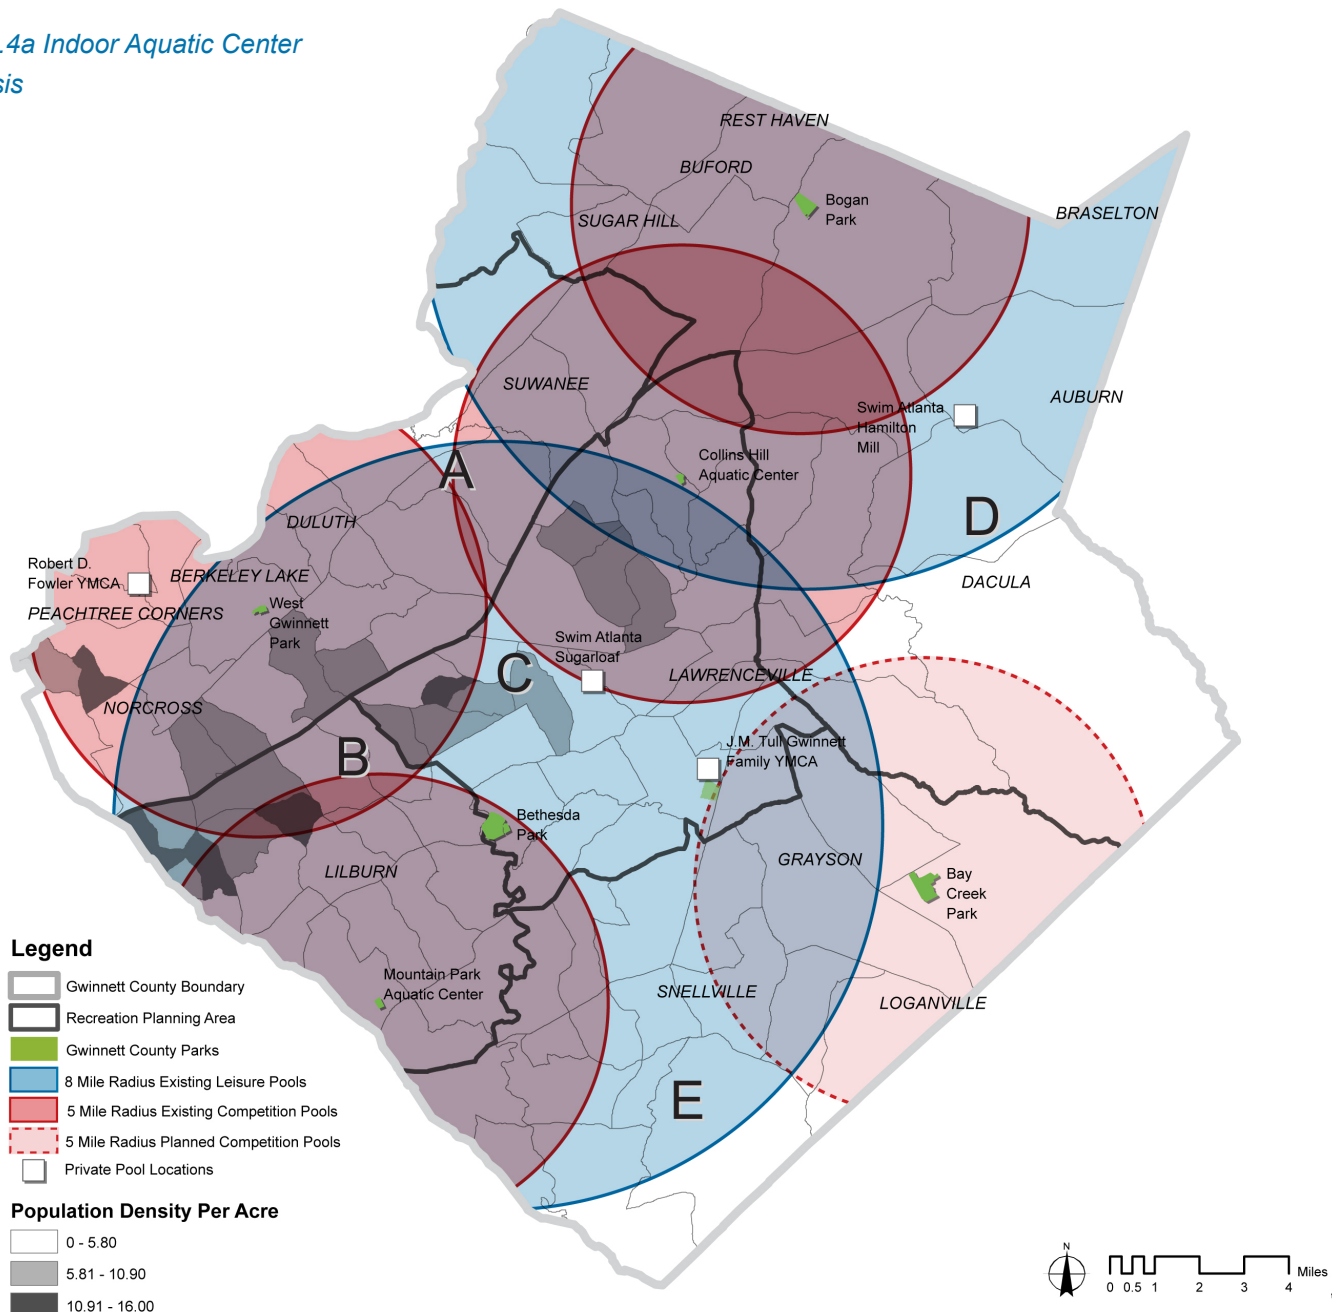 .4a Indoor Aquatic Center
sis
REST HAVEN
BUFORD
Bogan
Park
BRASELTON
SUGAR HILL
SUWANEE
AUBURN
Swim Atlanta
Hamilton
Mill
Collins Hill
Aquatic Center
A
D
DULUTH
Robert D.
Fowler YMCA
BERKELEY LAKE
DACULA
PEACHTREE CORNERS
West
Gwinnett
Park
Swim Atlanta
Sugarloaf
C
LAWRENCEVILLE
NORCROSS
B
J.M. Tull Gwinnett
Family YMCA
Bethesda
Park
LILBURN
GRAYSON
Bay
Creek
Park
Mountain Park
Aquatic Center
SNELLVILLE
LOGANVILLE
E
Legend
Gwinnett County Boundary
Recreation Planning Area
Gwinnett County Parks
8 Mile Radius Existing Leisure Pools
5 Mile Radius Existing Competition Pools
5 Mile Radius Planned Competition Pools
Private Pool Locations
Population Density Per Acre
0 - 5.80
5.81 - 10.90
10.91 - 16.00
N
Miles
0 0.5 1 2 3 4